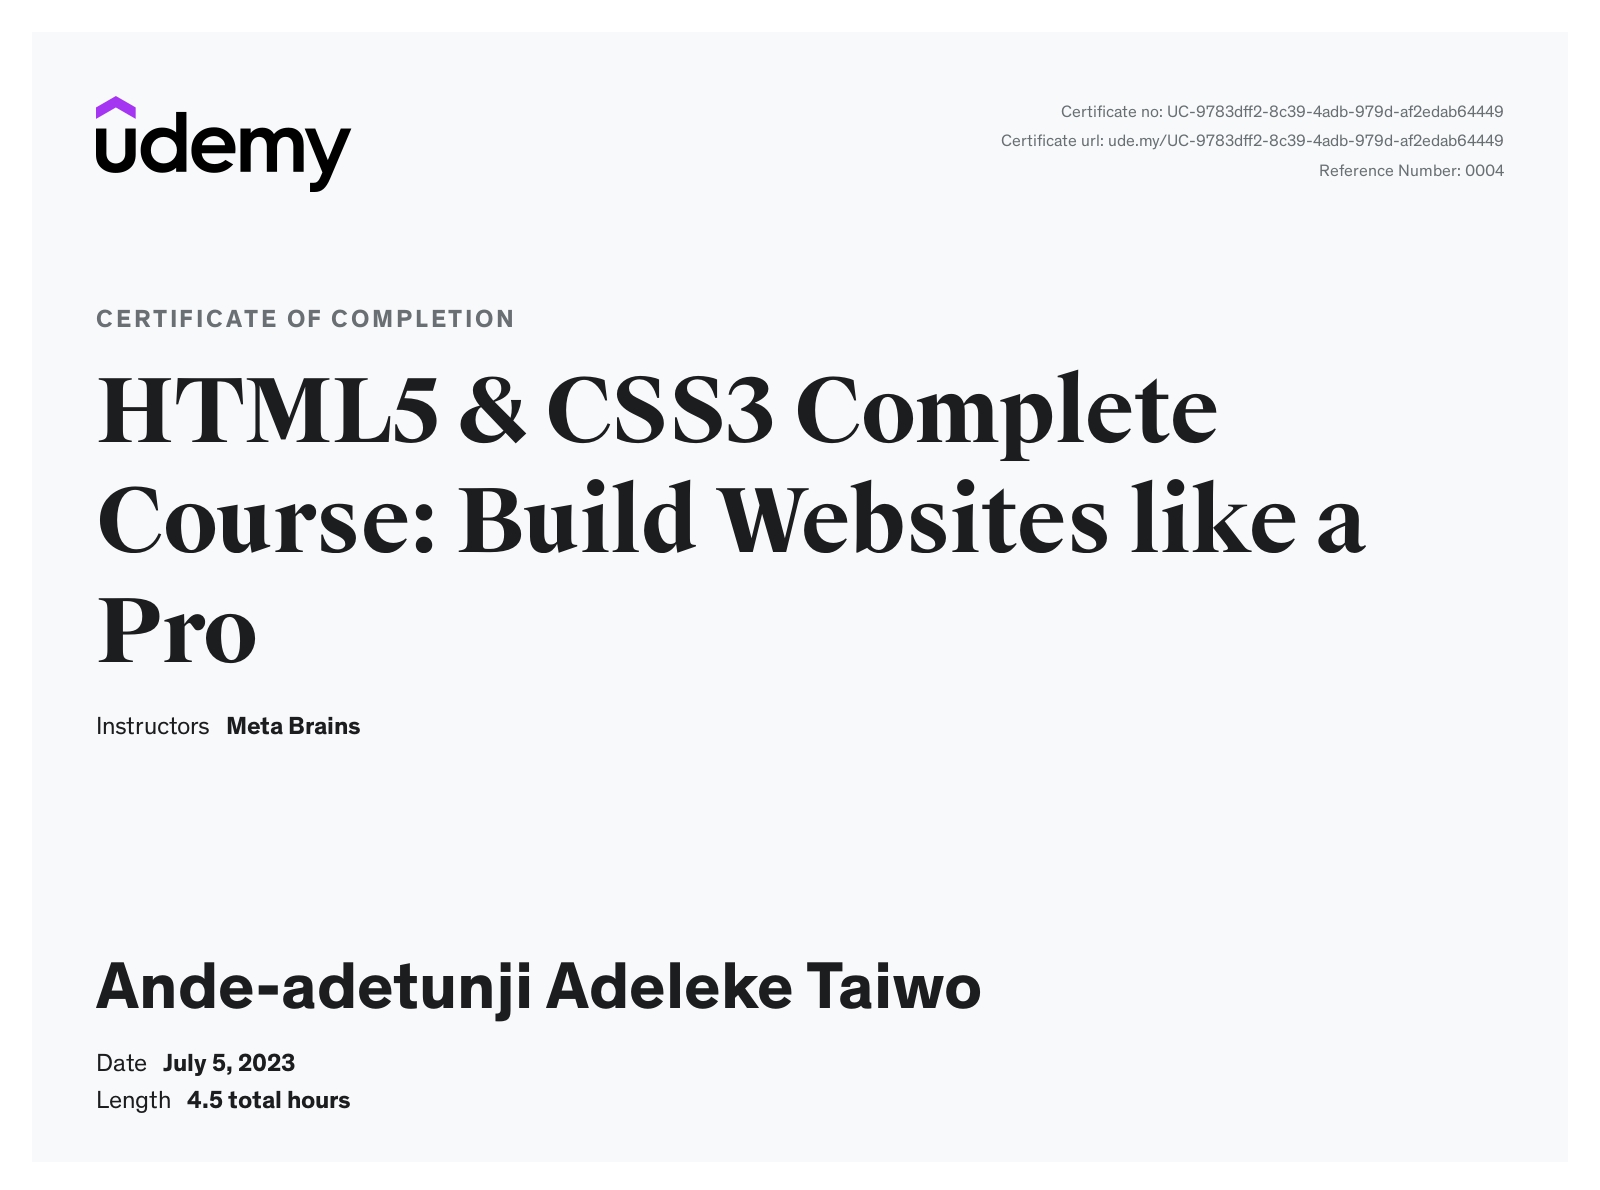 udemy
Certificate no: UC-9783dff2-8c39-4adb-979d-af2edab64449
Certificate url: ude.my/UC-9783dff2-8c39-4adb-979d-af2edab64449
Reference Number: 0004
CERTIFICATE OF COMPLETION
HTML5 & CSS3 Complete
Course: Build Websites like a
Pro
Instructors Meta Brains
Ande-adetunji Adeleke Taiwo
Date July 5, 2023
Length 4.5 total hours